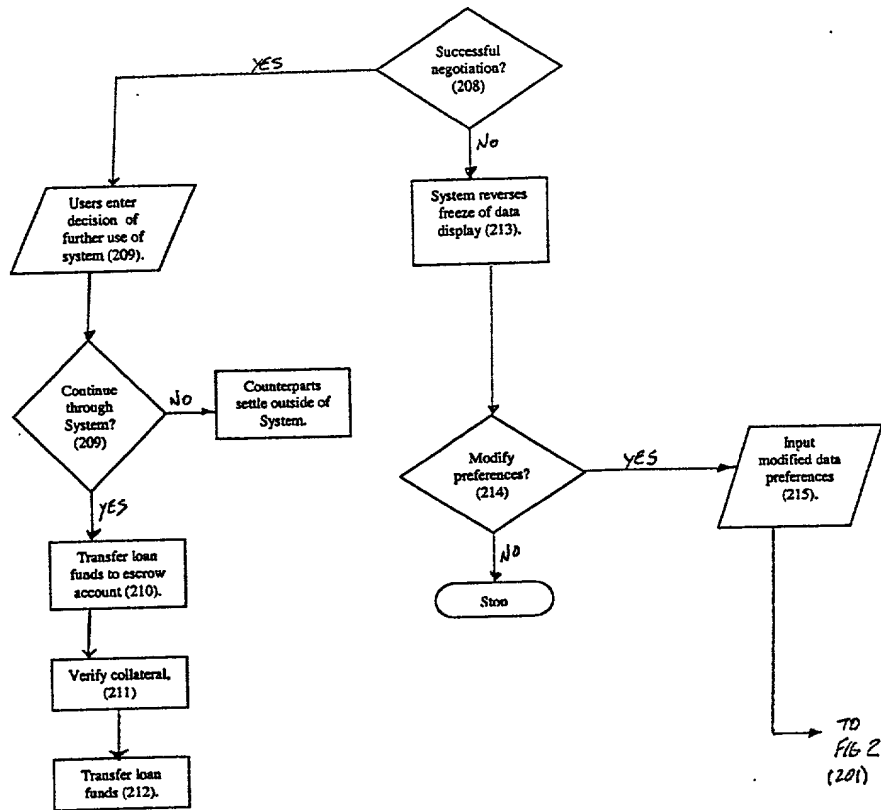 Successful
negotiation?
(208)
YES
NO
Users enter
decision of
further use of
system (209).
System reverses
freeze of data
display (213).
Continue
through
System?
(209)
NO
Counterparts
settle outside of
System.
YES
Modify
preferences?
(214)
YES
Input
modified data
preferences
(215).
NO
Stop
Transfer loan
funds to escrow
account (210).
Verify collateral,
(211)
Transfer loan
funds (212).
TO
FIG 2
(201)